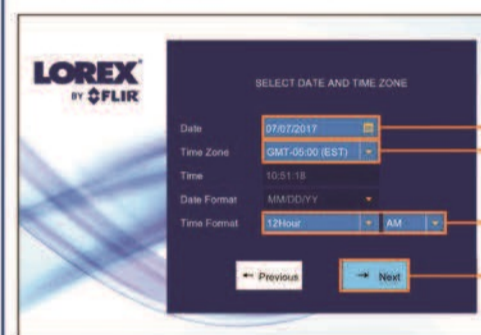 LOREX
BY FLIR
SELECT DATE AND TIME ZONE
Date 07/07/2017
Time Zone GMT-05:00 (EST)
Time 10:51:18
Date Format MM/DD/YY
Time Format 12Hour AM
Previous Next